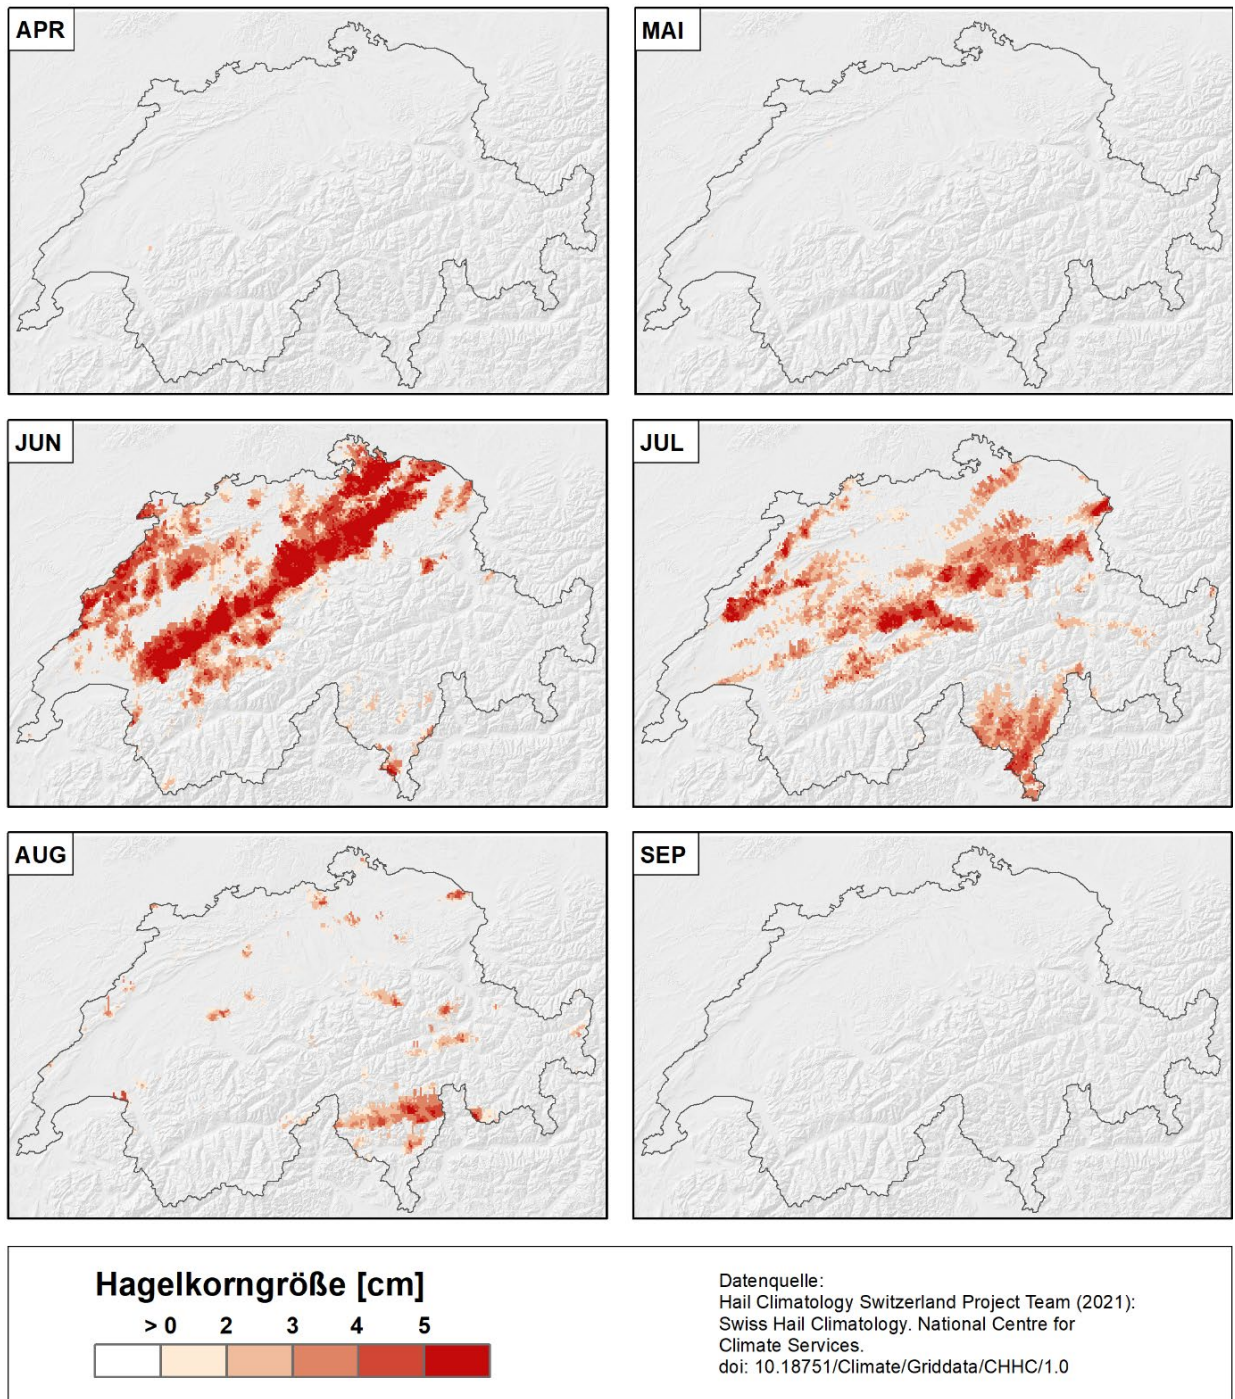 APR
MAI
JUN
JUL
AUG
SEP
Hagelkorngröße [cm]
> 0 2 3 4 5
Datenquelle:
Hail Climatology Switzerland Project Team (2021):
Swiss Hail Climatology. National Centre for
Climate Services.
doi: 10.18751/Climate/Griddata/CHHC/1.0